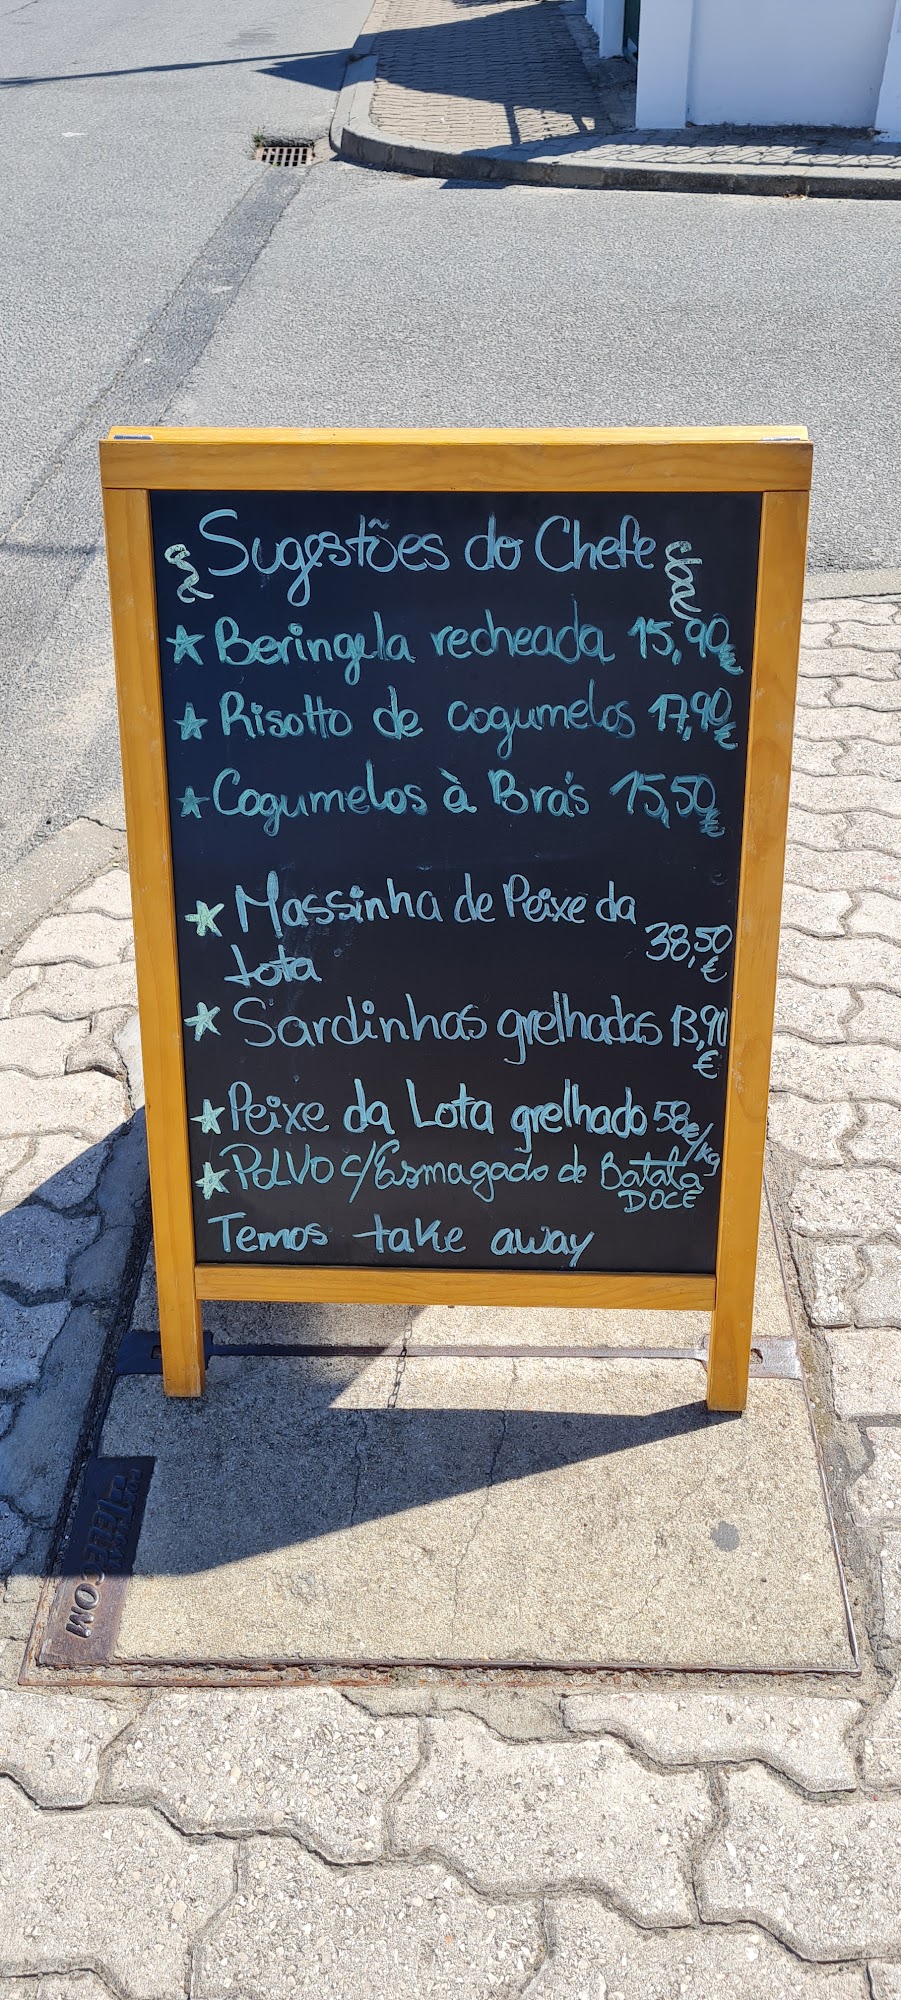 Sugestões do Chefe
Beringela recheada 15,90€
Risotto de cogumelos 17,90€
Cogumelos à Brás 15,50€
Massinha de Peixe da
lota 38,50€
Sardinhas grelhadas 13,90€
Peixe da Lota grelhado 58€/kg
POLVO c/Esmagado de Batata
DOCE
Temos take away
TELECOM